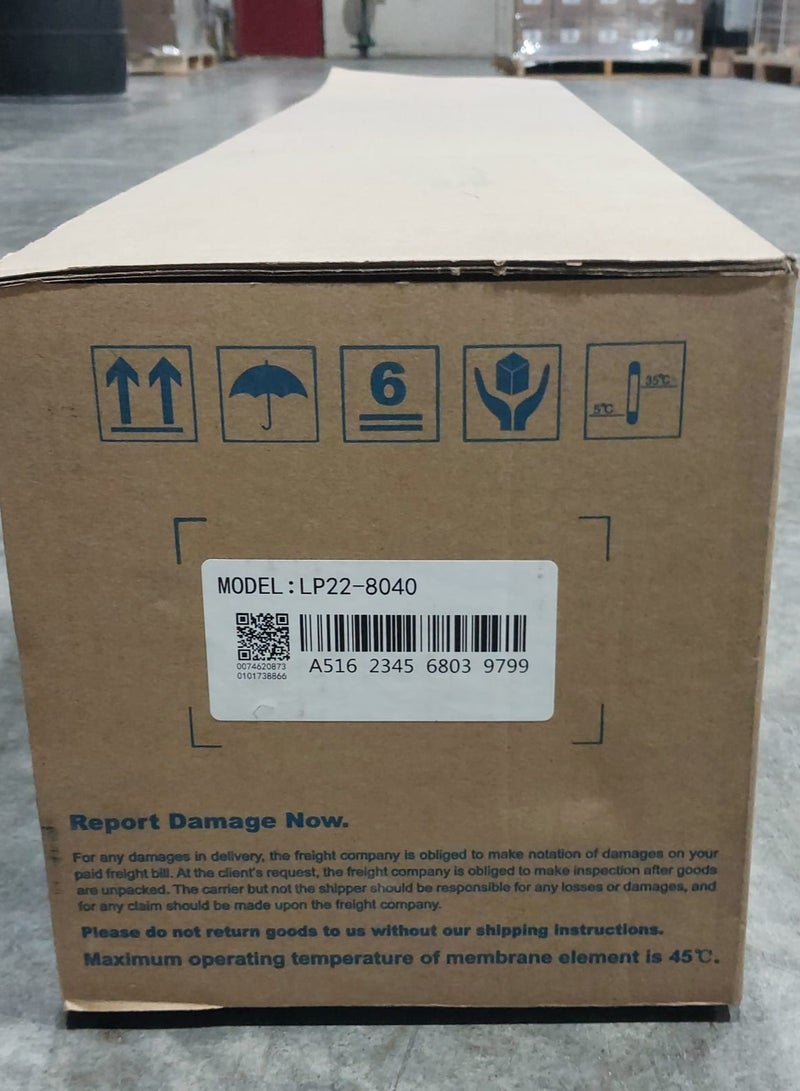 6
35℃
5℃
MODEL:LP22-8040
0074620873
0101738866
A516 2345 6803 9799
Report Damage Now.
For any damages in delivery, the freight company is obliged to make notation of damages on your
paid freight bill. At the client's request, the freight company is obliged to make inspection after goods
are unpacked. The carrier but not the shipper should be responsible for any losses or damages, and
for any claim should be made upon the freight company.
Please do not return goods to us without our shipping instructions.
Maximum operating temperature of membrane element is 45℃.